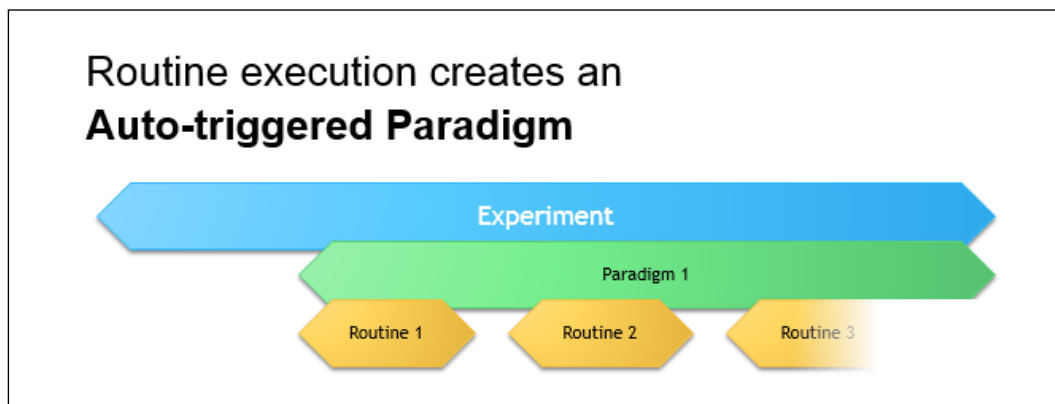 Routine execution creates an
Auto-triggered Paradigm
Experiment
Paradigm 1
Routine 1
Routine 2
Routine 3